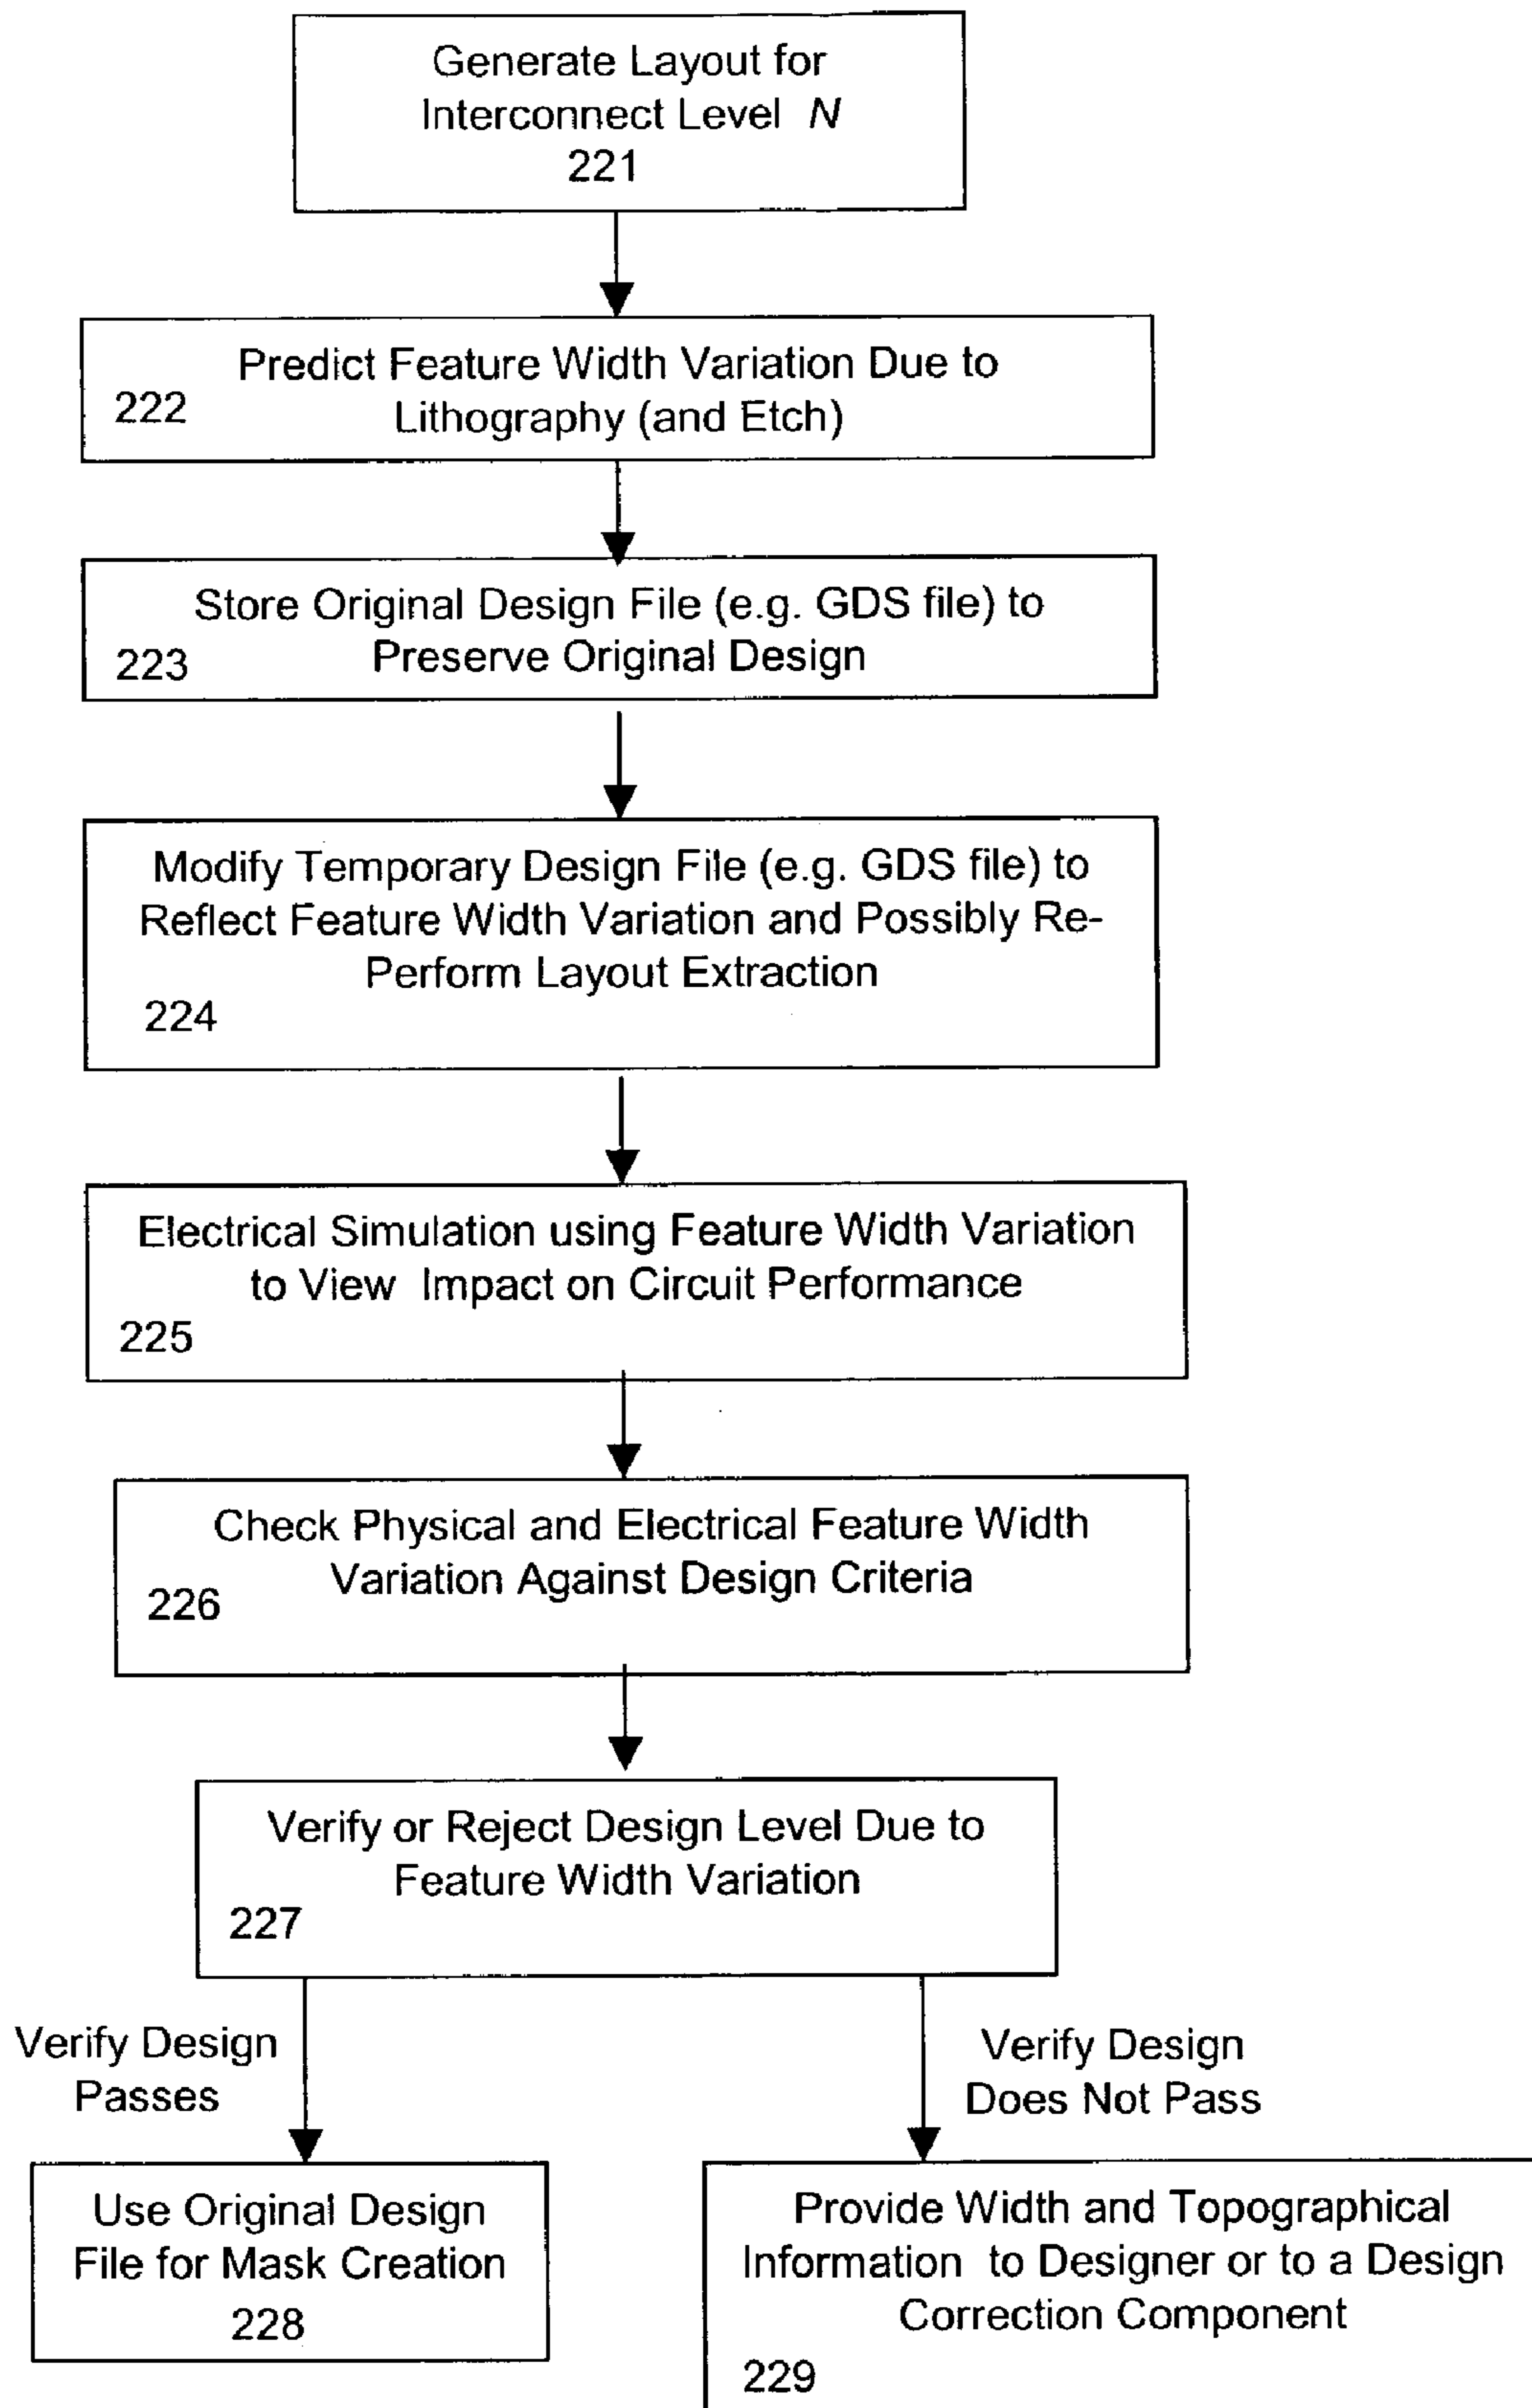 Generate Layout for
Interconnect Level N
221
Predict Feature Width Variation Due to
222
Lithography (and Etch)
Store Original Design File (e.g. GDS file) to
223
Preserve Original Design
Modify Temporary Design File (e.g. GDS file) to
Reflect Feature Width Variation and Possibly Re-
Perform Layout Extraction
224
Electrical Simulation using Feature Width Variation
to View Impact on Circuit Performance
225
Check Physical and Electrical Feature Width
Variation Against Design Criteria
226
Verify or Reject Design Level Due to
Feature Width Variation
227
Verify Design
Passes
Verify Design
Does Not Pass
Use Original Design
File for Mask Creation
228
Provide Width and Topographical
Information to Designer or to a Design
Correction Component
229